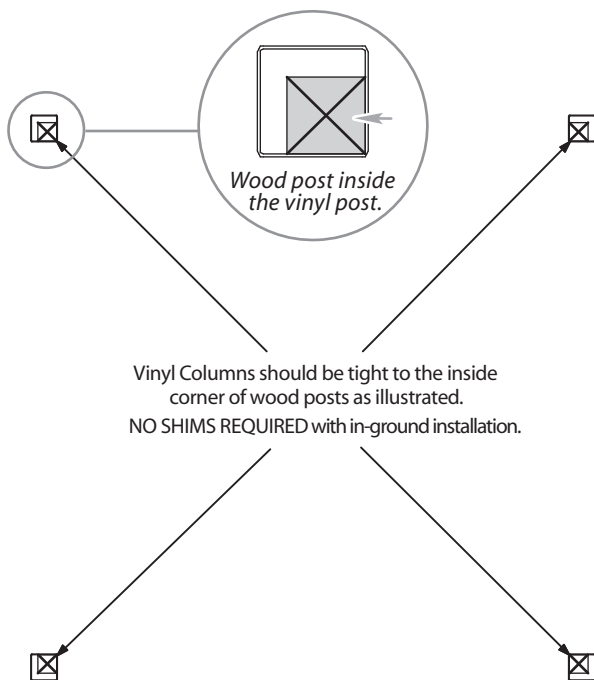 Wood post inside
the vinyl post.
Vinyl Columns should be tight to the inside
corner of wood posts as illustrated.
NO SHIMS REQUIRED with in-ground installation.